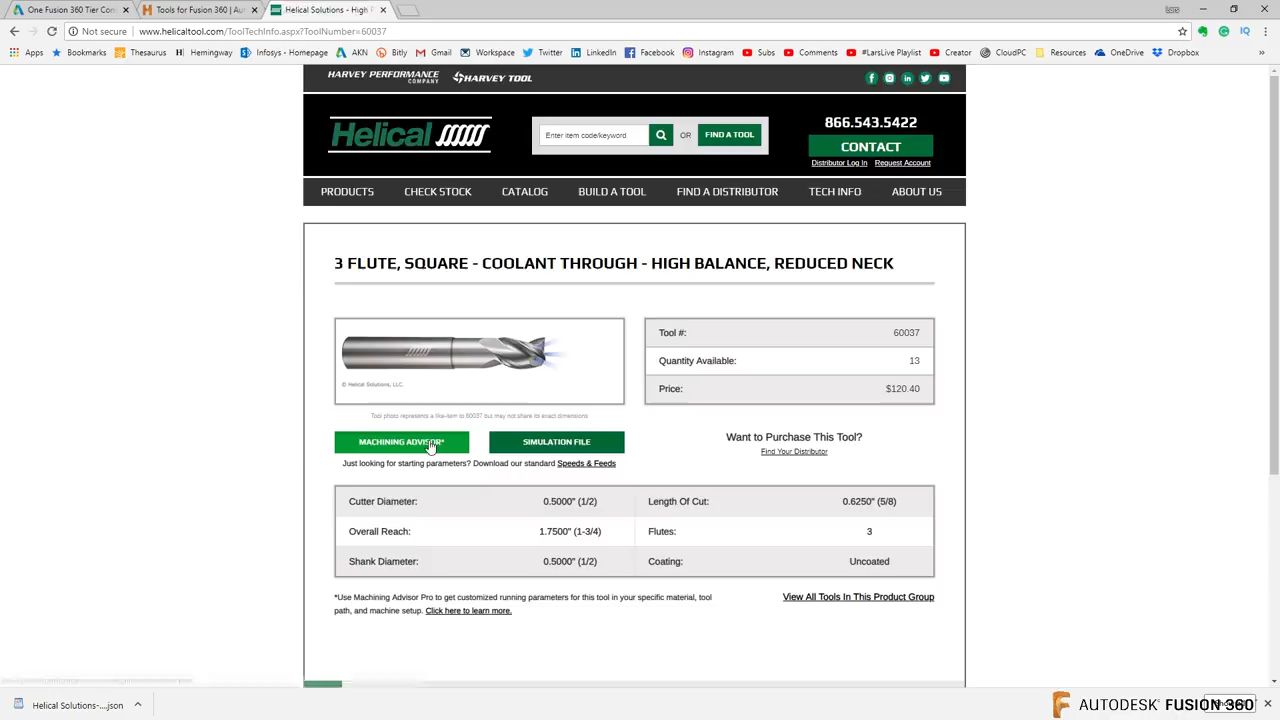 Autodesk Fusion 360 Tier Con
Tools for Fusion 360 | Aut
Solutions - High P
Not secure
www.helicaltool.com/ToolTechInfo.aspx?ToolNumber=60037
Apps Bookmarks Thesaurus Hemingway Engineering Toolbox AKN Bitly Gmail Workspace Twitter LinkedIn Facebook Instagram Subs Comments #LarsLive Playlist Creator CloudPC Resources OneDrive Dropbox »
HARVEY PERFORMANCE COMPANY HARVEY TOOL
Helical
Enter item code/keyword OR FIND A TOOL
866.543.5422
CONTACT
Distributor Log In Request Account
PRODUCTS CHECK STOCK CATALOG BUILD A TOOL FIND A DISTRIBUTOR TECH INFO ABOUT US
3 FLUTE, SQUARE - COOLANT THROUGH - HIGH BALANCE, REDUCED NECK
© Helical Solutions, LLC.
Tool photo represents a like-item to 60037 but may not share its exact dimensions
Tool #: 60037
Quantity Available: 13
Price: $120.40
MACHINING ADVISOR* SIMULATION FILE
Just looking for starting parameters? Download our standard Speeds & Feeds
Want to Purchase This Tool?
Find Your Distributor
Cutter Diameter: 0.5000" (1/2) Length Of Cut: 0.6250" (5/8)
Overall Reach: 1.7500" (1-3/4) Flutes: 3
Shank Diameter: 0.5000" (1/2) Coating: Uncoated
*Use Machining Advisor Pro to get customized running parameters for this tool in your specific material, tool
path, and machine setup. Click here to learn more.
View All Tools In This Product Group
Helical Solutions-....json
AUTODESK® FUSION 360